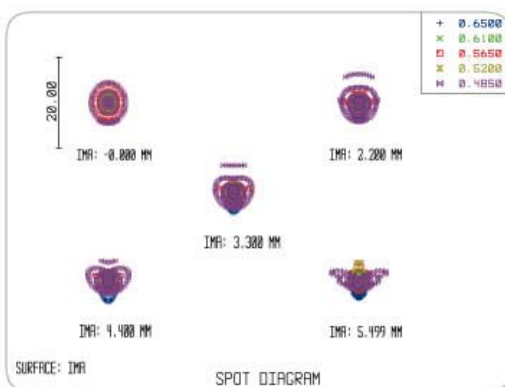 + 0.6500
× 0.6100
0.5650
0.5200
0.4850
20.00
IMA: -0.000 MM
IMA: 2.200 MM
IMA: 3.300 MM
IMA: 4.400 MM
IMA: 5.499 MM
SURFACE: IMA
SPOT DIAGRAM